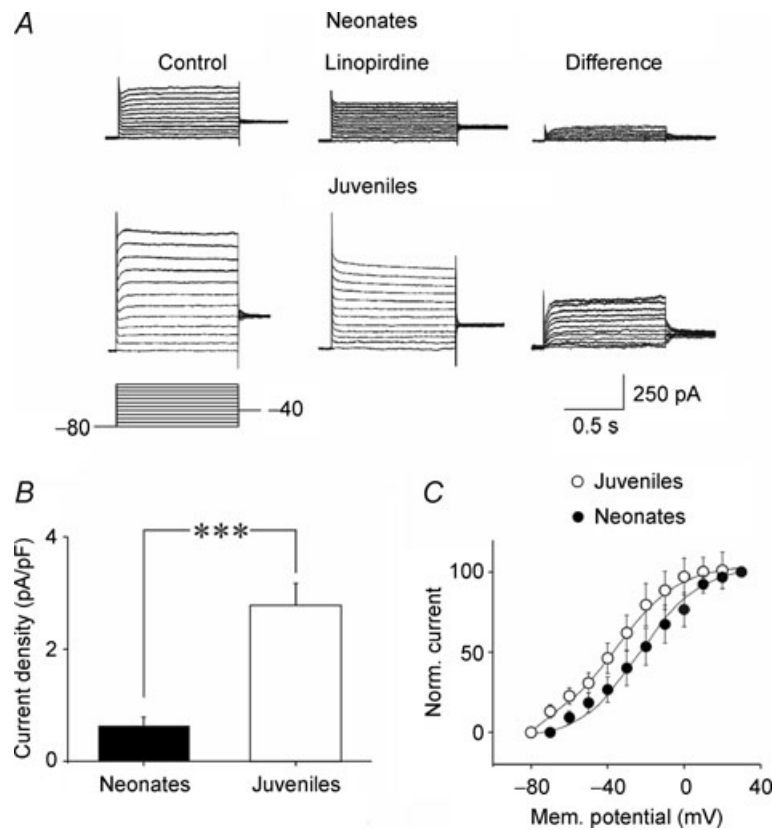 A
Neonates
Control
Linopirdine
Difference
Juveniles
−80
−40
250 pA
0.5 s
B
Current density (pA/pF)
4
2
0
***
Neonates
Juveniles
C
Juveniles
Neonates
Norm. current
100
50
0
−80
−40
0
40
Mem. potential (mV)